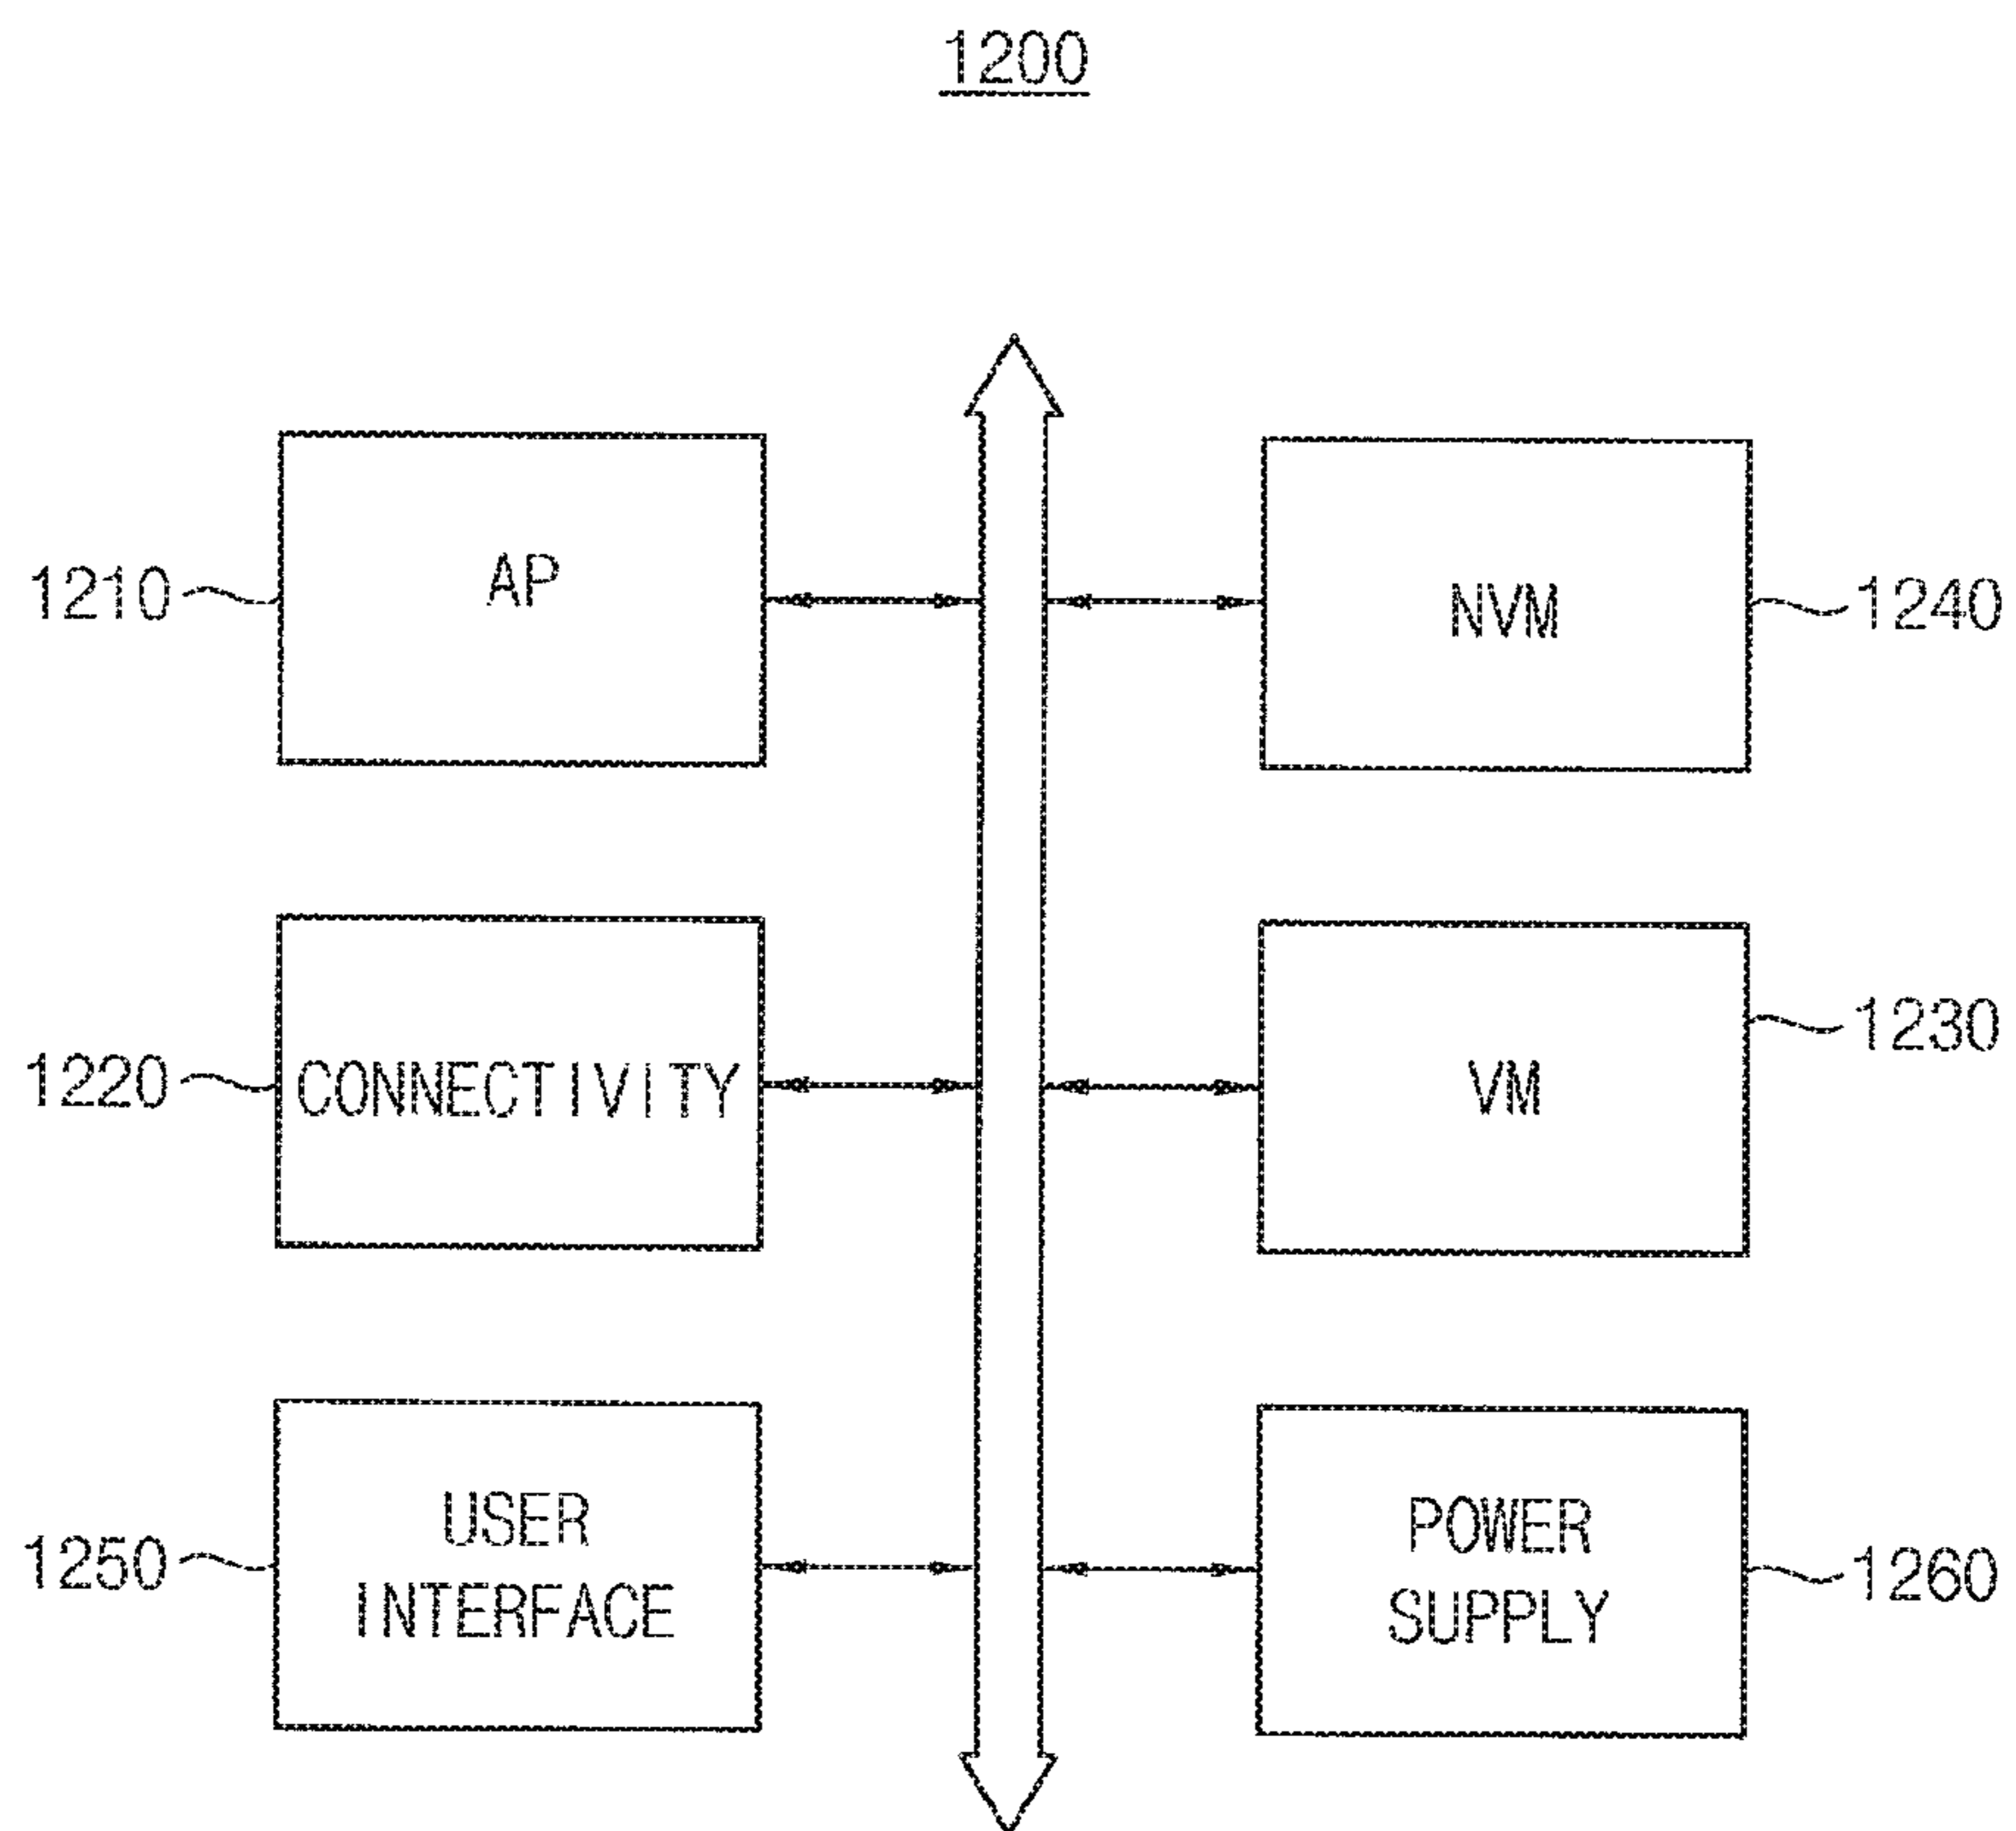 1200
AP
1210
NVM
1240
CONNECTIVITY
1220
VM
1230
USER
INTERFACE
1250
POWER
SUPPLY
1260